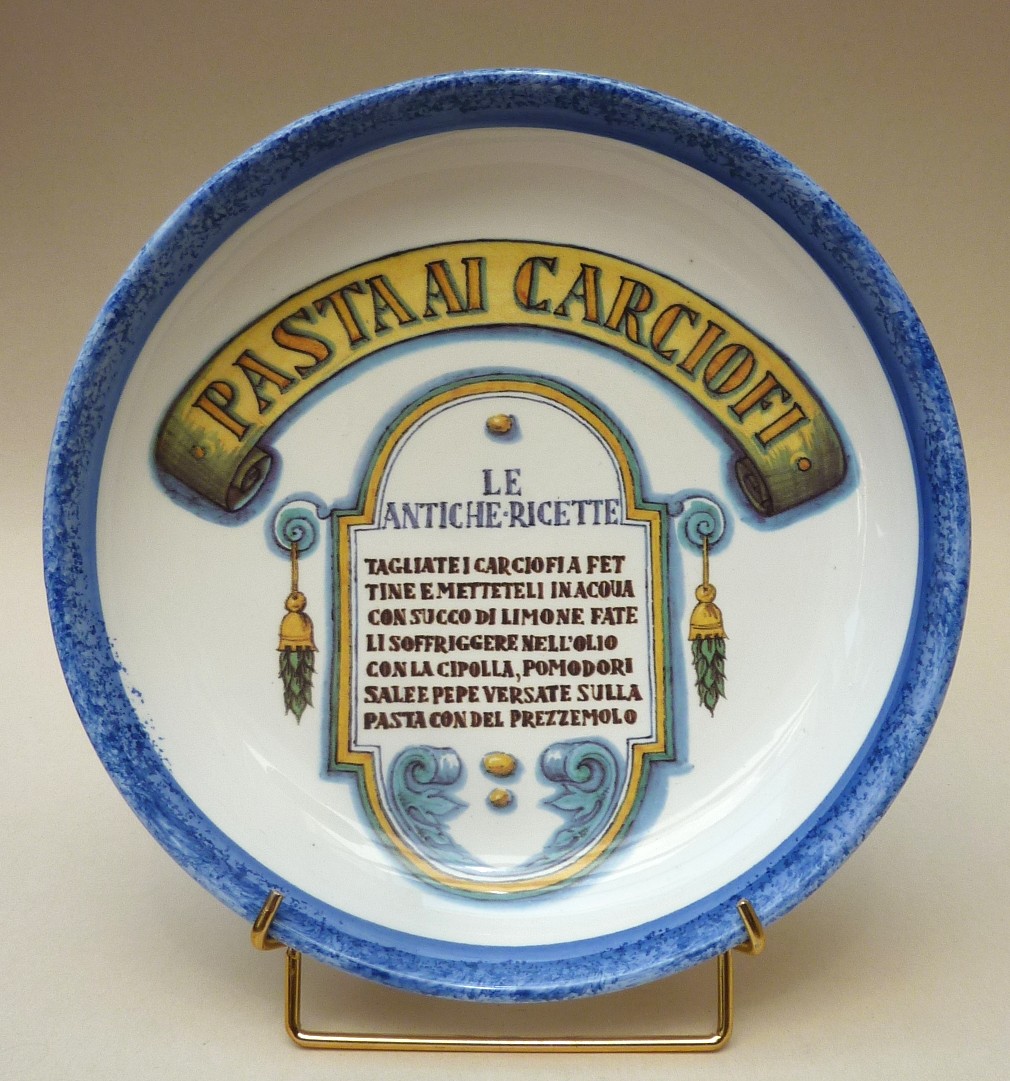 PASTA AI CARCIOFI
LE
ANTICHE·RICETTE
TAGLIATE I CARCIOFI A FET
TINE E METTETELI IN ACQUA
CON SUCCO DI LIMONE FATE
LI SOFFRIGGERE NELL'OLIO
CON LA CIPOLLA, POMODORI
SALE E PEPE VERSATE SULLA
PASTA CON DEL PREZZEMOLO